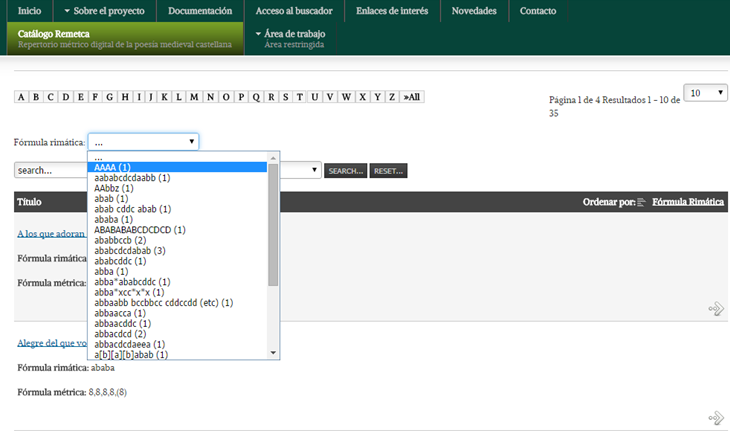 Inicio
Sobre el proyecto
Documentación
Acceso al buscador
Enlaces de interés
Novedades
Contacto
Catálogo Remetca
Repertorio métrico digital de la poesía medieval castellana
Área de trabajo
Área restringida
A B C D E F G H I J K L M N O P Q R S T U V W X Y Z »All
Página 1 de 4 Resultados 1 - 10 de
35
10
Fórmula rimática: ...
...
AAAA (1)
aababcdcdaabb (1)
AAbbz (1)
abab (1)
abab cddc abab (1)
ababa (1)
ABABABABCDCDCD (1)
ababbccb (2)
ababcdcdabab (3)
ababcddc (1)
abba (1)
abba*ababcddc (1)
abba*xcc*x*x (1)
abbaabb bccbbcc cddccdd (etc) (1)
abbaacca (1)
abbaacddc (1)
abbacdcd (2)
abbacdcdaeea (1)
a[b][a][b]abab (1)
search...
SEARCH...
RESET...
Título
Ordenar por:
Fórmula Rimática
A los que adoran
Fórmula rimática
Fórmula métrica:
Alegre del que vo
Fórmula rimática: ababa
Fórmula métrica: 8,8,8,8,(8)